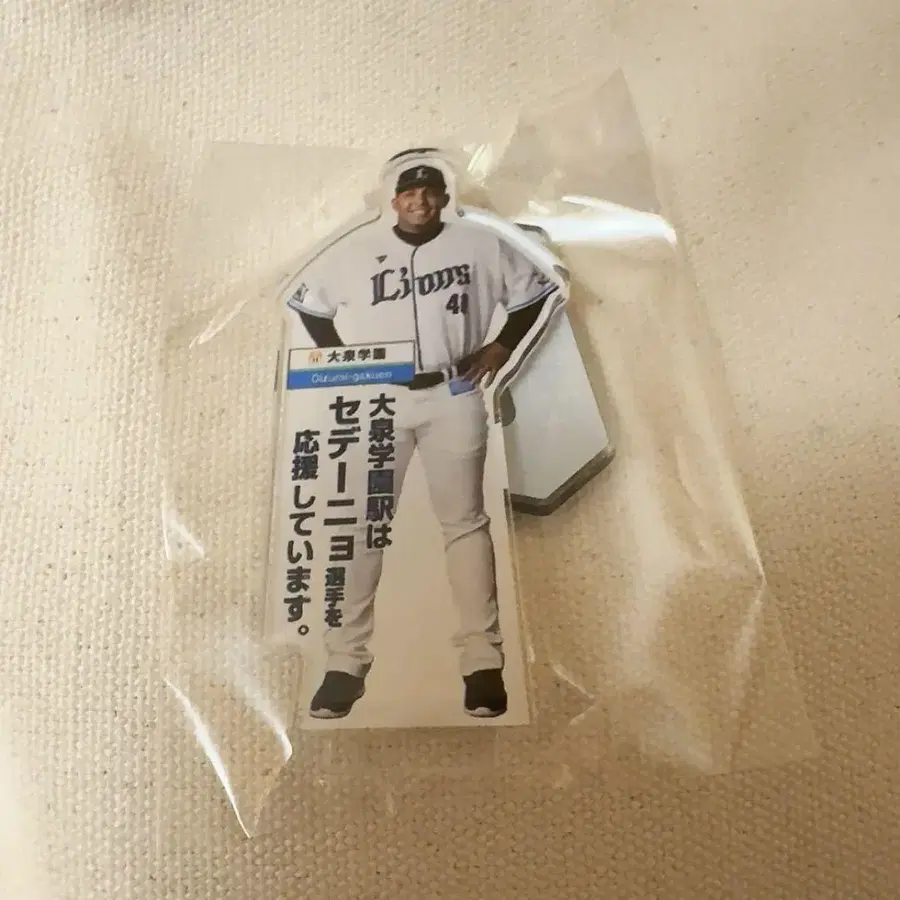 L
Lions
41
大泉学園
Oizumi-gakuen
大泉学園駅は
セデーニョ選手を
応援しています。